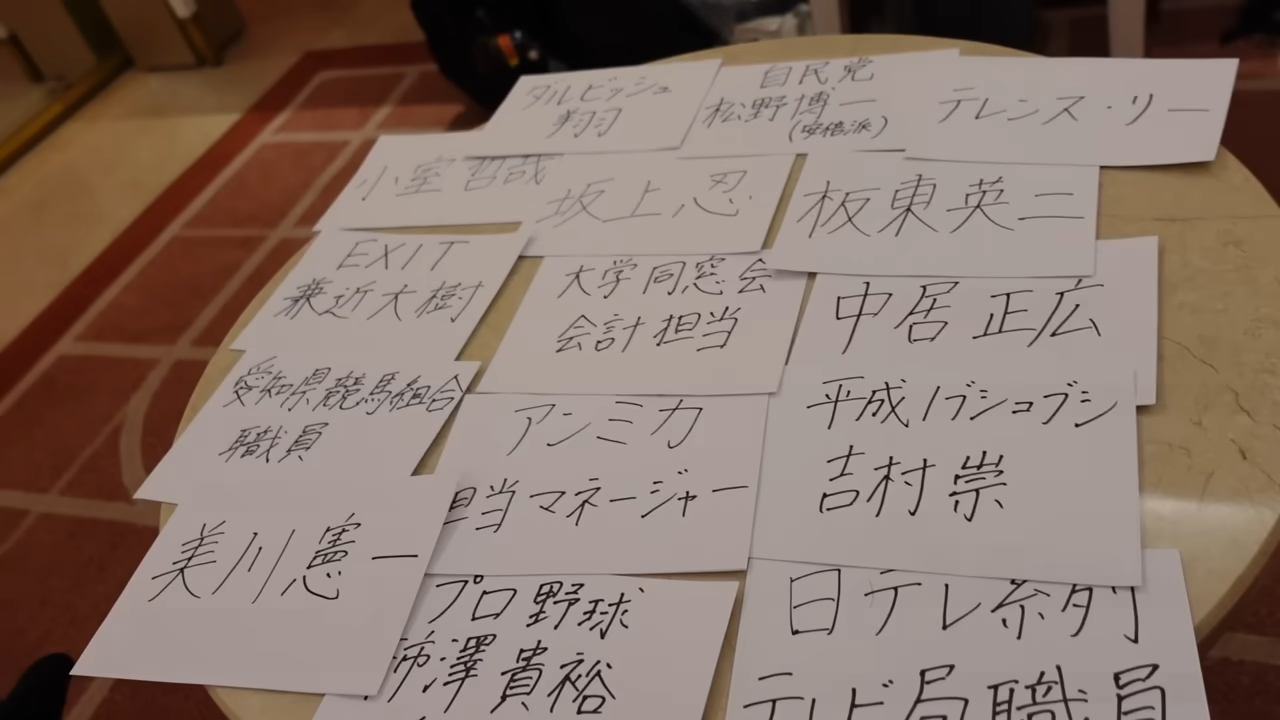 ダルビッシュ
翔
自民党
松野博一
(安倍派)
テレンス・リー
小室哲哉
坂上忍
板東英二
EXIT
兼近大樹
大学同窓会
会計担当
中居正広
愛知県競馬組合
職員
アンミカ
担当マネージャー
平成ノブシコブシ
吉村崇
美川憲一
プロ野球
柿澤貴裕
日テレ系列
テレビ局職員